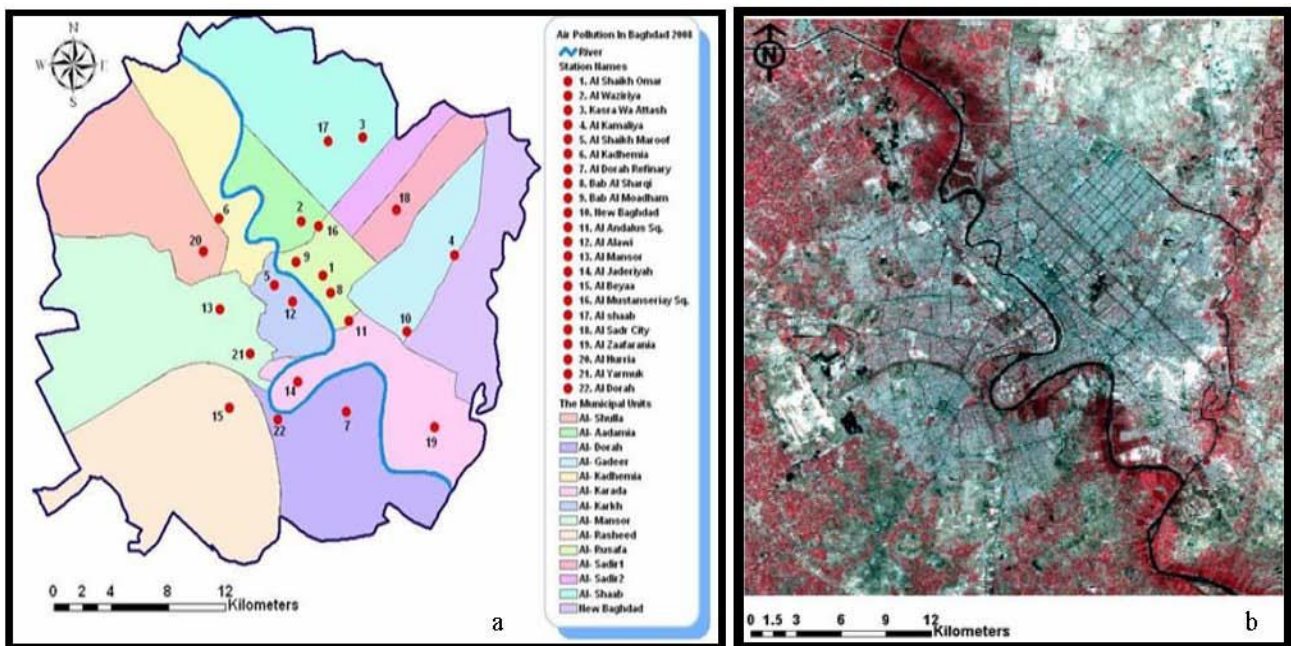 N
W E
S
17 3
2
16
18
6
20
9
4
1
5
8
12
13
11
10
21
14
15
22
7
19
0 2 4 8 12
Kilometers
a
Air Pollution In Baghdad 2008
River
Station Names
1. Al Shaikh Omar
2. Al Waziriya
3. Kasra Wa Attash
4. Al Kamaliya
5. Al Shaikh Maroof
6. Al Kadhemia
7. Al Dorah Refinary
8. Bab Al Sharqi
9. Bab Al Moadham
10. New Baghdad
11. Al Andalus Sq.
12. Al Alawi
13. Al Mansor
14. Al Jaderiyah
15. Al Beyaa
16. Al Mustanseriay Sq.
17. Al shaab
18. Al Sadr City
19. Al Zaafarania
20. Al Hurria
21. Al Yarmuk
22. Al Dorah
The Municipal Units
Al- Shulla
Al- Aadamia
Al- Dorah
Al- Gadeer
Al- Kadhemia
Al- Karada
Al- Karkh
Al- Mansor
Al- Rasheed
Al- Rusafa
Al- Sadir1
Al- Sadir2
Al- Shaab
New Baghdad
N
0 1.5 3 6 9 12
Kilometers
b